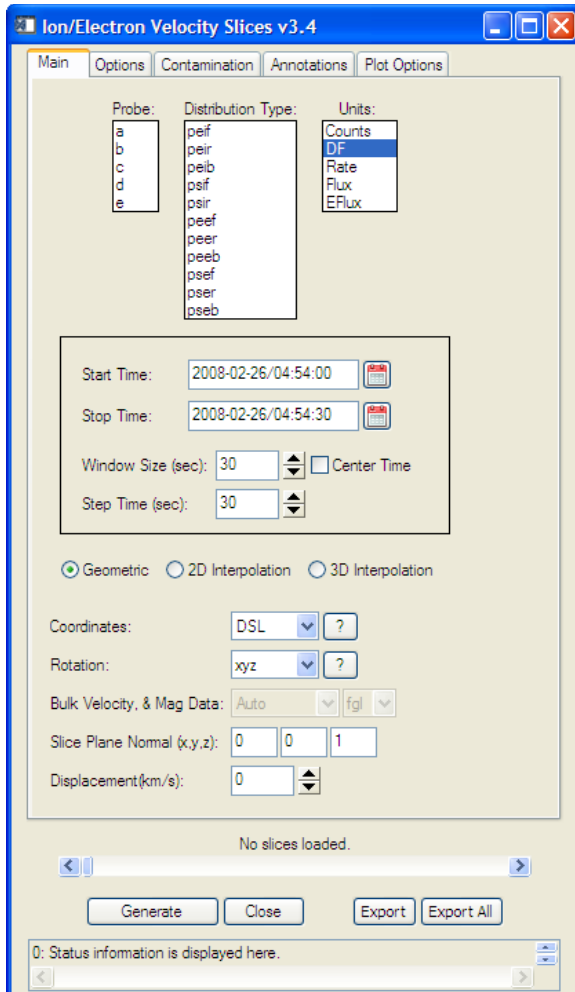 Ion/Electron Velocity Slices v3.4
Main Options Contamination Annotations Plot Options
Probe: Distribution Type: Units:
a peif Counts
b peir DF
c peib Rate
d psif Flux
e psir EFlux
peef
peer
peeb
psef
pser
pseb
Start Time: 2008-02-26/04:54:00
Stop Time: 2008-02-26/04:54:30
Window Size (sec): 30 Center Time
Step Time (sec): 30
Geometric 2D Interpolation 3D Interpolation
Coordinates: DSL ?
Rotation: xyz ?
Bulk Velocity, & Mag Data: Auto fgl
Slice Plane Normal (x,y,z): 0 0 1
Displacement(km/s): 0
No slices loaded.
Generate Close Export Export All
0: Status information is displayed here.